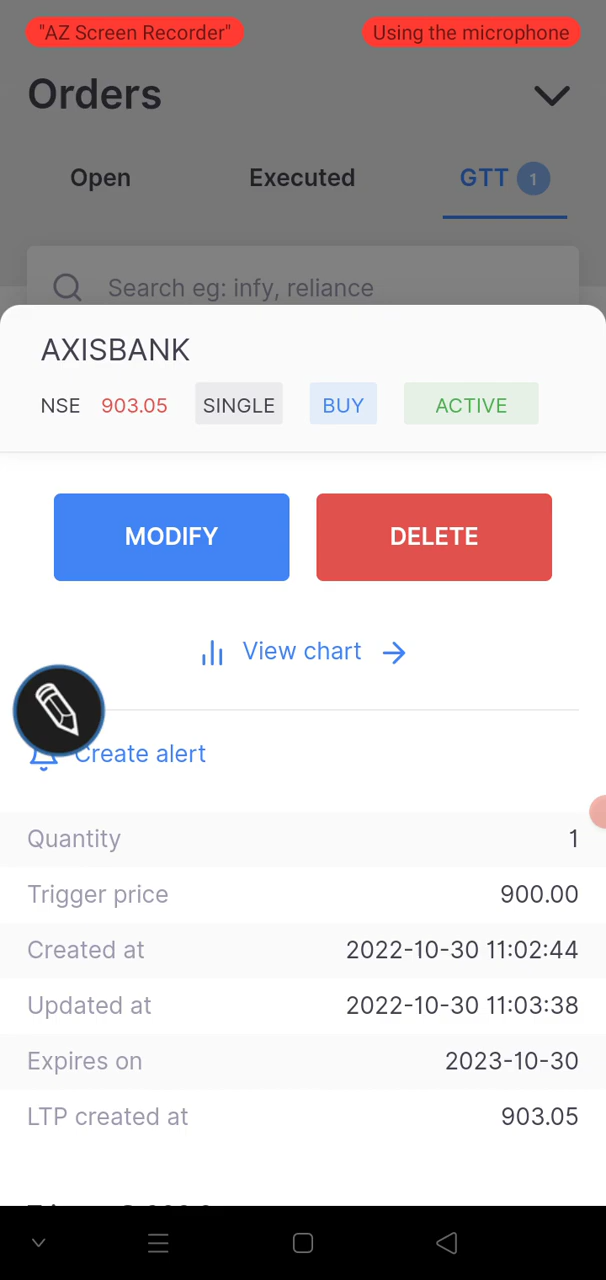 "AZ Screen Recorder" Using the microphone
Orders
Open Executed GTT 1
Search eg: infy, reliance
AXISBANK
NSE 903.05 SINGLE BUY ACTIVE
MODIFY DELETE
View chart
Create alert
Quantity 1
Trigger price 900.00
Created at 2022-10-30 11:02:44
Updated at 2022-10-30 11:03:38
Expires on 2023-10-30
LTP created at 903.05